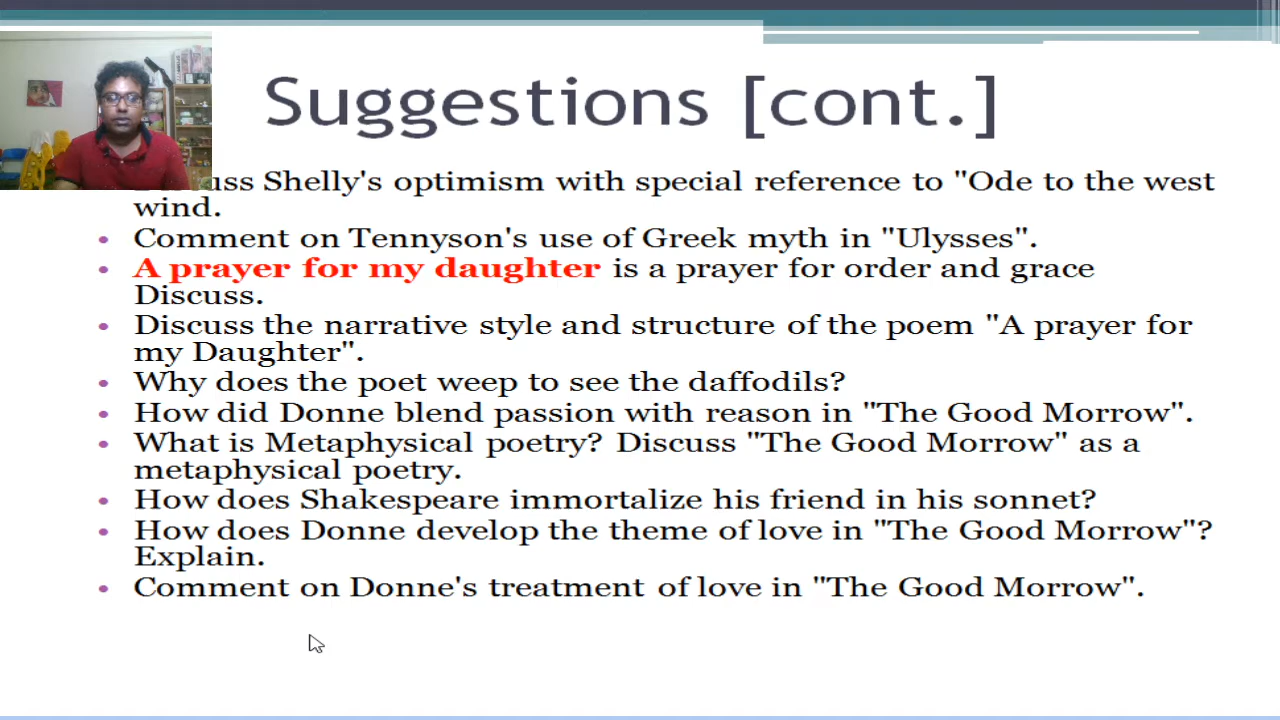 Suggestions [cont.]
Shelly's optimism with special reference to "Ode to the west
wind.
• Comment on Tennyson's use of Greek myth in "Ulysses".
• A prayer for my daughter is a prayer for order and grace
Discuss.
• Discuss the narrative style and structure of the poem "A prayer for
my Daughter".
• Why does the poet weep to see the daffodils?
• How did Donne blend passion with reason in "The Good Morrow".
• What is Metaphysical poetry? Discuss "The Good Morrow" as a
metaphysical poetry.
• How does Shakespeare immortalize his friend in his sonnet?
• How does Donne develop the theme of love in "The Good Morrow"?
Explain.
• Comment on Donne's treatment of love in "The Good Morrow".